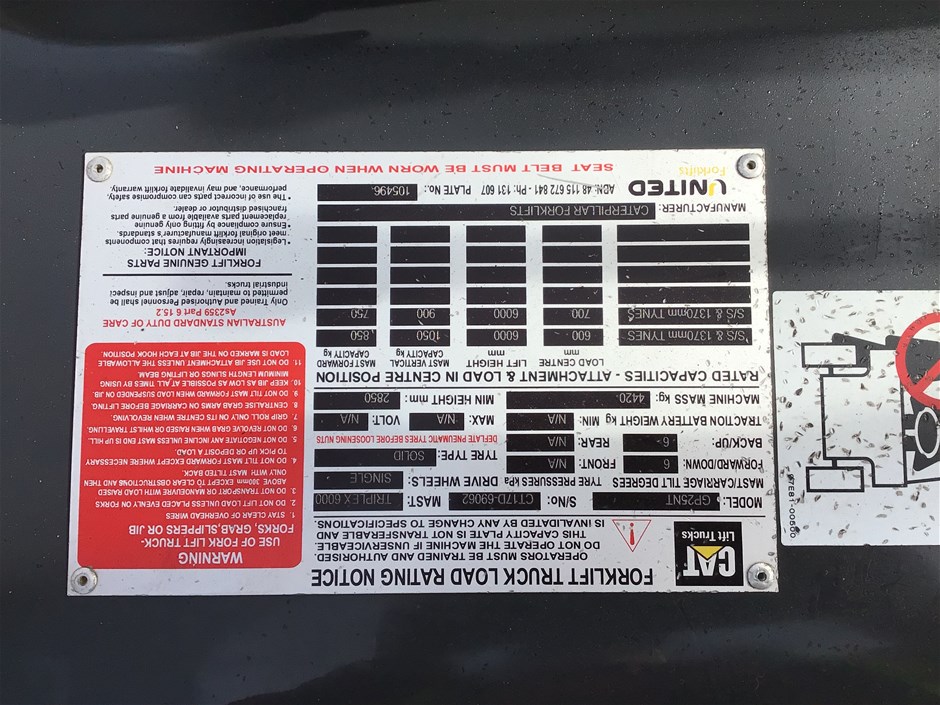 CAT
Lift Trucks
FORKLIFT TRUCK LOAD RATING NOTICE
OPERATORS MUST BE TRAINED AND AUTHORISED.
DO NOT OPERATE THE MACHINE IF UNSERVICEABLE.
THIS CAPACITY PLATE IS NOT TRANSFERABLE AND
IS INVALIDATED BY ANY CHANGE TO SPECIFICATIONS.
MODEL: GP25NT S/No: CT17D-69062 MAST: TRIPLEX 6000
MAST/CARRIAGE TILT DEGREES TYRE PRESSURES kPa DRIVE WHEELS: SINGLE
FORWARD/DOWN: 6 FRONT: N/A TYRE TYPE: SOLID
BACK/UP: 6 REAR: N/A DEFLATE PNEUMATIC TYRES BEFORE LOOSENING NUTS
TRACTION BATTERY WEIGHT kg MIN: N/A MAX: N/A VOLT: N/A
MACHINE MASS kg 4420 MIN HEIGHT mm 2850
RATED CAPACITIES - ATTACHMENT & LOAD IN CENTRE POSITION
LOAD CENTRE mm LIFT HEIGHT mm MAST VERTICAL CAPACITY kg MAST FORWARD CAPACITY kg
S/S & 1370mm TYNES 600 6000 1050 850
S/S & 1370mm TYNES 700 6000 900 750
MANUFACTURER: CATERPILLAR FORKLIFTS
UNITED
Forklifts
ABN: 48 115 672 841 - Ph: 131 607 PLATE No.: 105496
WARNING
USE OF FORK LIFT TRUCK-
FORKS, GRAB, SLIPPERS OR JIB
1. STAY CLEAR OF OVERHEAD WIRES
2. DO NOT LIFT LOAD UNLESS PLACED EVENLY ON FORKS
3. DO NOT TRANSPORT OR MANEUVRE WITH LOAD RAISED
ABOVE 300mm EXCEPT TO CLEAR OBSTRUCTIONS AND THEN
ONLY WITH MAST TILTED BACK
4. DO NOT TILT MAST FORWARD EXCEPT WHERE NECESSARY
TO PICK UP OR DEPOSIT A LOAD
5. DO NOT NEGOTIATE ANY INCLINE UNLESS MAST END IS UP HILL.
6. DO NOT REVOLVE GRAB WHEN RAISED OR WHILST TRAVELLING
7. GRIP ROLL ONLY ON IT'S CENTRE WHEN REVOLVING.
8. CENTRALISE GRAB ARMS ON CARRIAGE BEFORE LIFTING
9. DO NOT TILT MAST FORWARD WHEN LOAD SUSPENDED ON JIB.
10. KEEP JIB AS LOW AS POSSIBLE AT ALL TIMES BY USING
MINIMUM LENGTH SLINGS OR LIFTING BEAM.
11. DO NOT USE JIB ATTACHMENT UNLESS THE ALLOWABLE
LOAD IS MARKED ON THE JIB AT EACH HOOK POSITION.
AUSTRALIAN STANDARD DUTY OF CARE
As2359 Part 6 15.2
Only Trained and Authorised Personnel shall be
permitted to maintain, repair, adjust and inspect
industrial trucks.
FORKLIFT GENUINE PARTS
IMPORTANT NOTICE:
• Legislation increasingly requires that components
meet original forklift manufacturer's standards.
• Ensure compliance by fitting only genuine
replacement parts available from a genuine parts
franchised distributor or dealer.
• The use of incorrect parts can compromise safety,
performance, and may invalidate forklift warranty.
SEAT BELT MUST BE WORN WHEN OPERATING MACHINE
97E81-00500